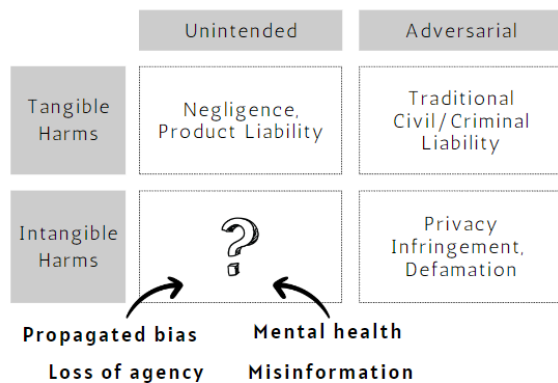 Unintended
Adversarial
Tangible
Harms
Negligence,
Product Liability
Traditional
Civil/Criminal
Liability
Intangible
Harms
?
Privacy
Infringement,
Defamation
Propagated bias
Mental health
Loss of agency
Misinformation